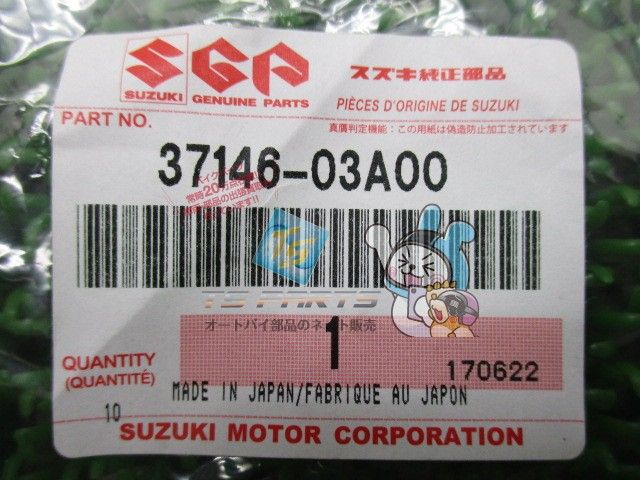 SGP
スズキ純正部品
SUZUKI
GENUINE PARTS
PIÈCES D'ORIGINE DE SUZUKI
PART NO.
真贋判定機能:この用紙は偽造防止加工されています
37146-03A00
TS PARTS
オートバイ部品のネット販売
1
QUANTITY
(QUANTITÉ)
170622
MADE IN JAPAN/FABRIQUE AU JAPON
10
SUZUKI MOTOR CORPORATION